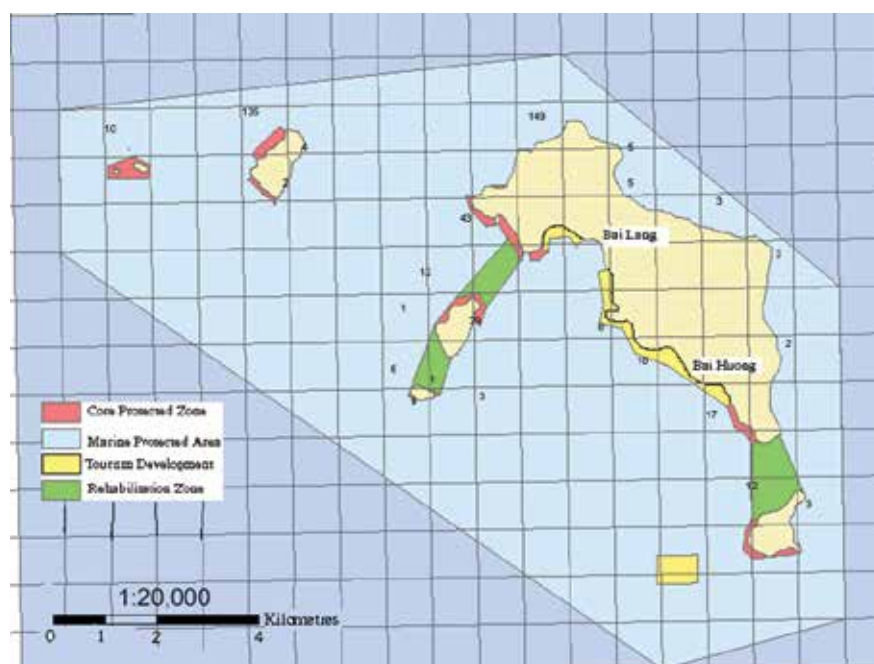 135
149
10
4
5
2
5
3
43
Bai Lang
3
12
1
2
6
10
Bai Huong
6
3
17
Core Protected Zone
Marine Protected Area
Tourism Development
Rehabilitation Zone
12
3
1:20,000
Kilometres
0 1 2 4